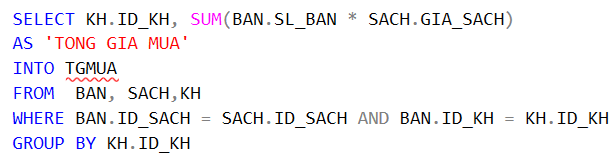 SELECT KH.ID_KH, SUM(BAN.SL_BAN * SACH.GIA_SACH)
AS 'TONG GIA MUA'
INTO TGMUA
FROM  BAN, SACH,KH
WHERE BAN.ID_SACH = SACH.ID_SACH AND BAN.ID_KH = KH.ID_KH
GROUP BY KH.ID_KH